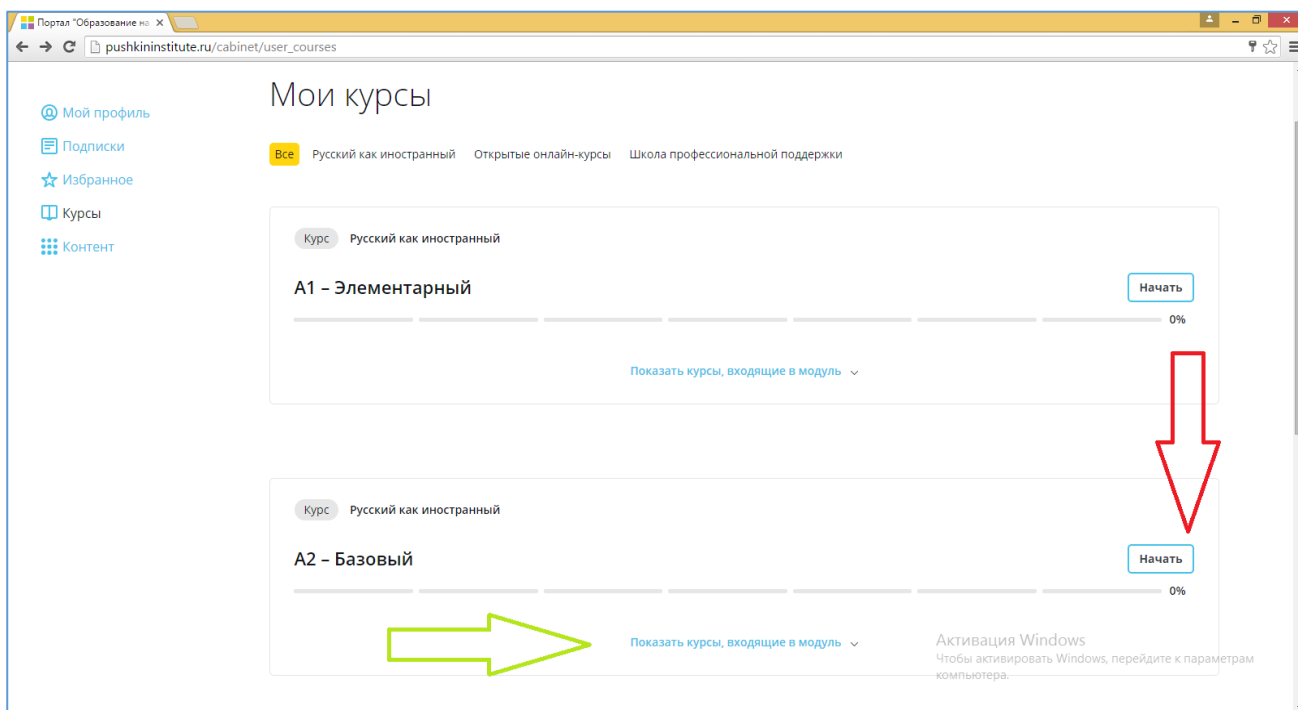 Портал "Образование на
pushkininstitute.ru/cabinet/user_courses
Мой профиль
Подписки
Избранное
Курсы
Контент
Мои курсы
Все Русский как иностранный Открытые онлайн-курсы Школа профессиональной поддержки
Курс Русский как иностранный
A1 – Элементарный Начать
0%
Показать курсы, входящие в модуль
Курс Русский как иностранный
A2 – Базовый Начать
0%
Показать курсы, входящие в модуль
Активация Windows
Чтобы активировать Windows, перейдите к параметрам
компьютера.